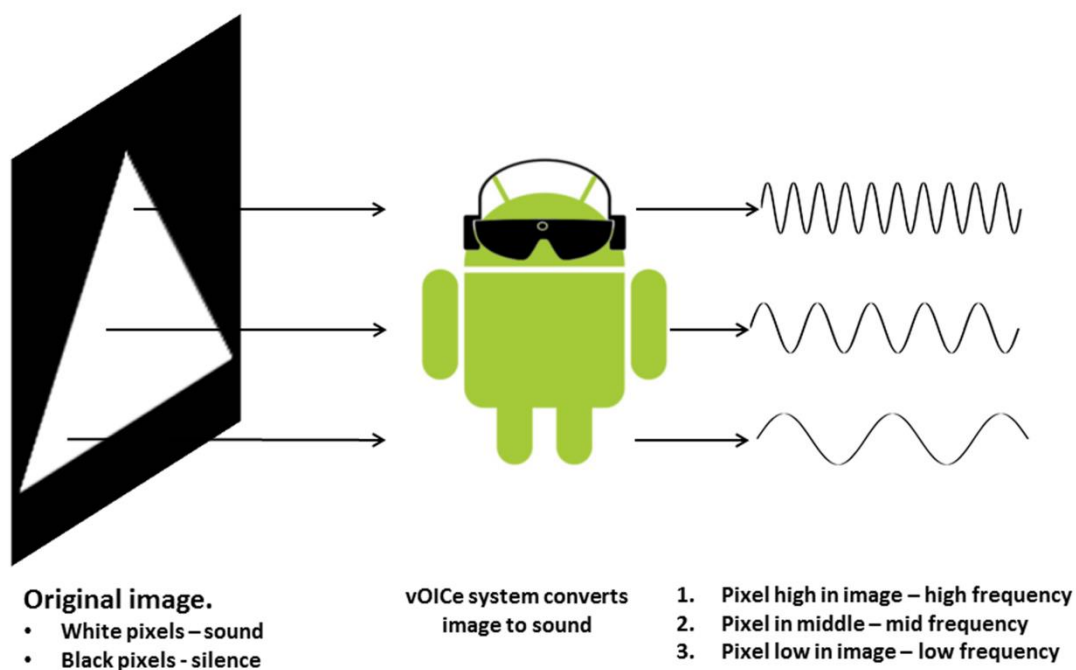 Original image.
• White pixels – sound
• Black pixels - silence
vOICe system converts
image to sound
1. Pixel high in image – high frequency
2. Pixel in middle – mid frequency
3. Pixel low in image – low frequency